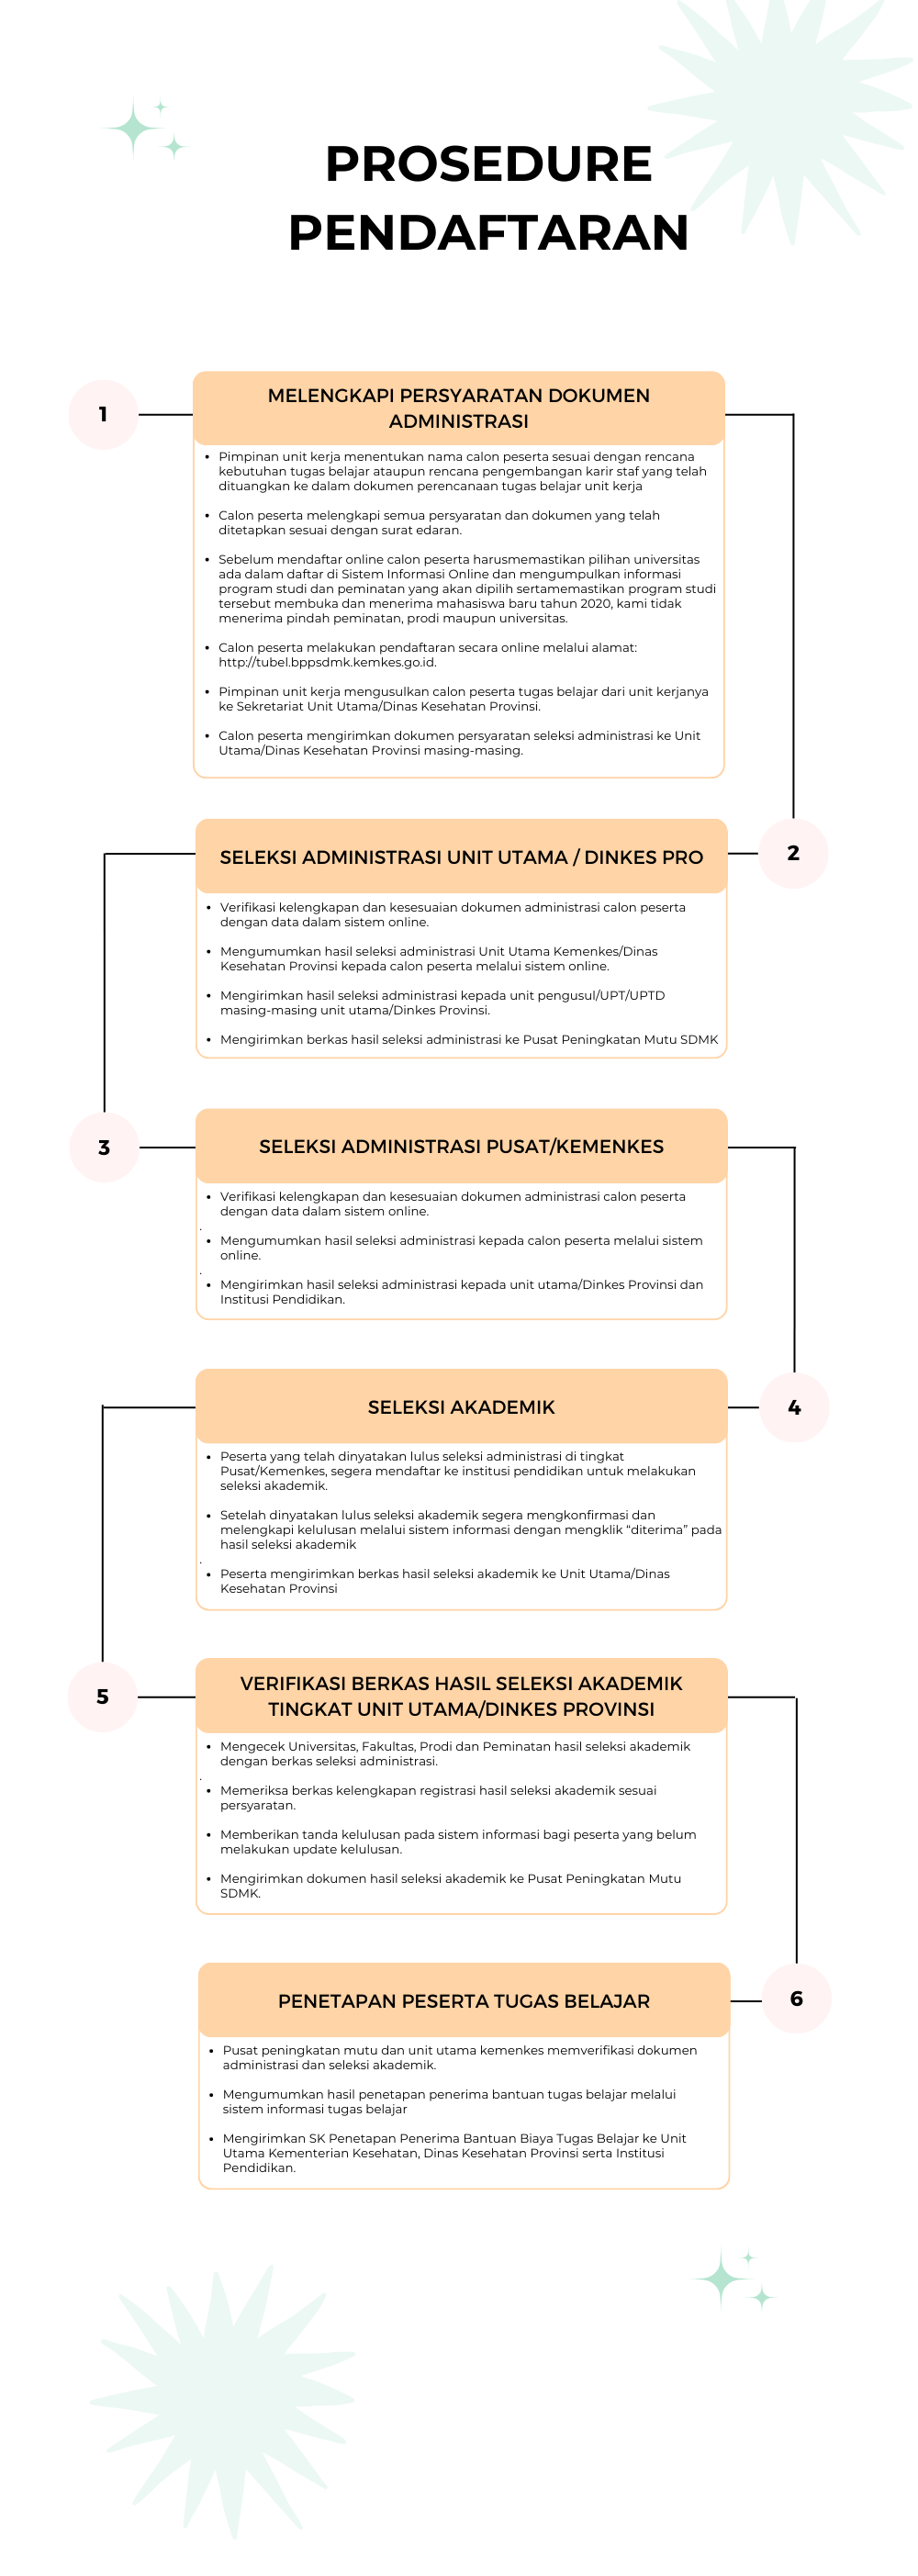 PROSEDURE
PENDAFTARAN
1
MELENGKAPI PERSYARATAN DOKUMEN
ADMINISTRASI
• Pimpinan unit kerja menentukan nama calon peserta sesuai dengan rencana
kebutuhan tugas belajar ataupun rencana pengembangan karir staf yang telah
dituangkan ke dalam dokumen perencanaan tugas belajar unit kerja
• Calon peserta melengkapi semua persyaratan dan dokumen yang telah
ditetapkan sesuai dengan surat edaran.
• Sebelum mendaftar online calon peserta harusmemastikan pilihan universitas
ada dalam daftar di Sistem Informasi Online dan mengumpulkan informasi
program studi dan peminatan yang akan dipilih sertamemastikan program studi
tersebut membuka dan menerima mahasiswa baru tahun 2020, kami tidak
menerima pindah peminatan, prodi maupun universitas.
• Calon peserta melakukan pendaftaran secara online melalui alamat:
http://tubel.bppsdmk.kemkes.go.id.
• Pimpinan unit kerja mengusulkan calon peserta tugas belajar dari unit kerjanya
ke Sekretariat Unit Utama/Dinas Kesehatan Provinsi.
• Calon peserta mengirimkan dokumen persyaratan seleksi administrasi ke Unit
Utama/Dinas Kesehatan Provinsi masing-masing.
SELEKSI ADMINISTRASI UNIT UTAMA / DINKES PRO
2
• Verifikasi kelengkapan dan kesesuaian dokumen administrasi calon peserta
dengan data dalam sistem online.
• Mengumumkan hasil seleksi administrasi Unit Utama Kemenkes/Dinas
Kesehatan Provinsi kepada calon peserta melalui sistem online.
• Mengirimkan hasil seleksi administrasi kepada unit pengusul/UPT/UPTD
masing-masing unit utama/Dinkes Provinsi.
• Mengirimkan berkas hasil seleksi administrasi ke Pusat Peningkatan Mutu SDMK
3
SELEKSI ADMINISTRASI PUSAT/KEMENKES
• Verifikasi kelengkapan dan kesesuaian dokumen administrasi calon peserta
dengan data dalam sistem online.
.
• Mengumumkan hasil seleksi administrasi kepada calon peserta melalui sistem
online.
.
• Mengirimkan hasil seleksi administrasi kepada unit utama/Dinkes Provinsi dan
Institusi Pendidikan.
SELEKSI AKADEMIK
4
• Peserta yang telah dinyatakan lulus seleksi administrasi di tingkat
Pusat/Kemenkes, segera mendaftar ke institusi pendidikan untuk melakukan
seleksi akademik.
• Setelah dinyatakan lulus seleksi akademik segera mengkonfirmasi dan
melengkapi kelulusan melalui sistem informasi dengan mengklik “diterima” pada
hasil seleksi akademik
.
• Peserta mengirimkan berkas hasil seleksi akademik ke Unit Utama/Dinas
Kesehatan Provinsi
5
VERIFIKASI BERKAS HASIL SELEKSI AKADEMIK
TINGKAT UNIT UTAMA/DINKES PROVINSI
• Mengecek Universitas, Fakultas, Prodi dan Peminatan hasil seleksi akademik
dengan berkas seleksi administrasi.
.
• Memeriksa berkas kelengkapan registrasi hasil seleksi akademik sesuai
persyaratan.
• Memberikan tanda kelulusan pada sistem informasi bagi peserta yang belum
melakukan update kelulusan.
• Mengirimkan dokumen hasil seleksi akademik ke Pusat Peningkatan Mutu
SDMK.
PENETAPAN PESERTA TUGAS BELAJAR
6
• Pusat peningkatan mutu dan unit utama kemenkes memverifikasi dokumen
administrasi dan seleksi akademik.
• Mengumumkan hasil penetapan penerima bantuan tugas belajar melalui
sistem informasi tugas belajar
• Mengirimkan SK Penetapan Penerima Bantuan Biaya Tugas Belajar ke Unit
Utama Kementerian Kesehatan, Dinas Kesehatan Provinsi serta Institusi
Pendidikan.